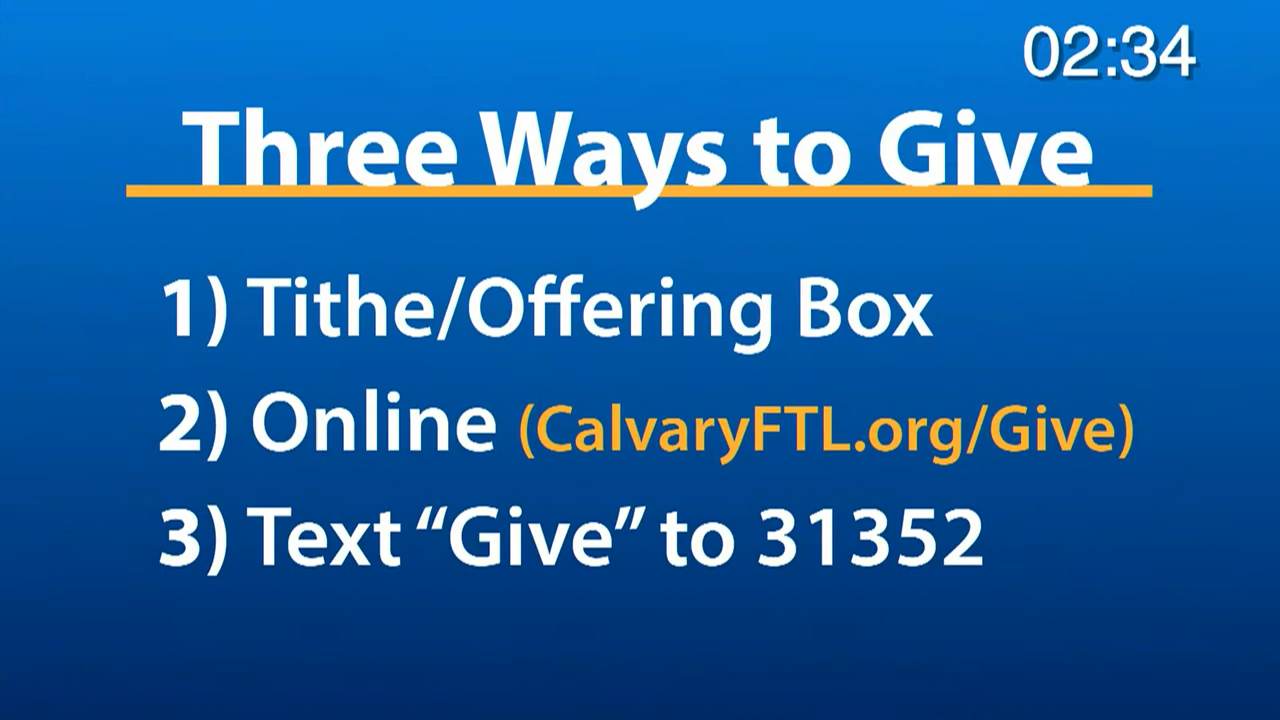 02:34
Three Ways to Give
1) Tithe/Offering Box
2) Online (CalvaryFTL.org/Give)
3) Text “Give” to 31352